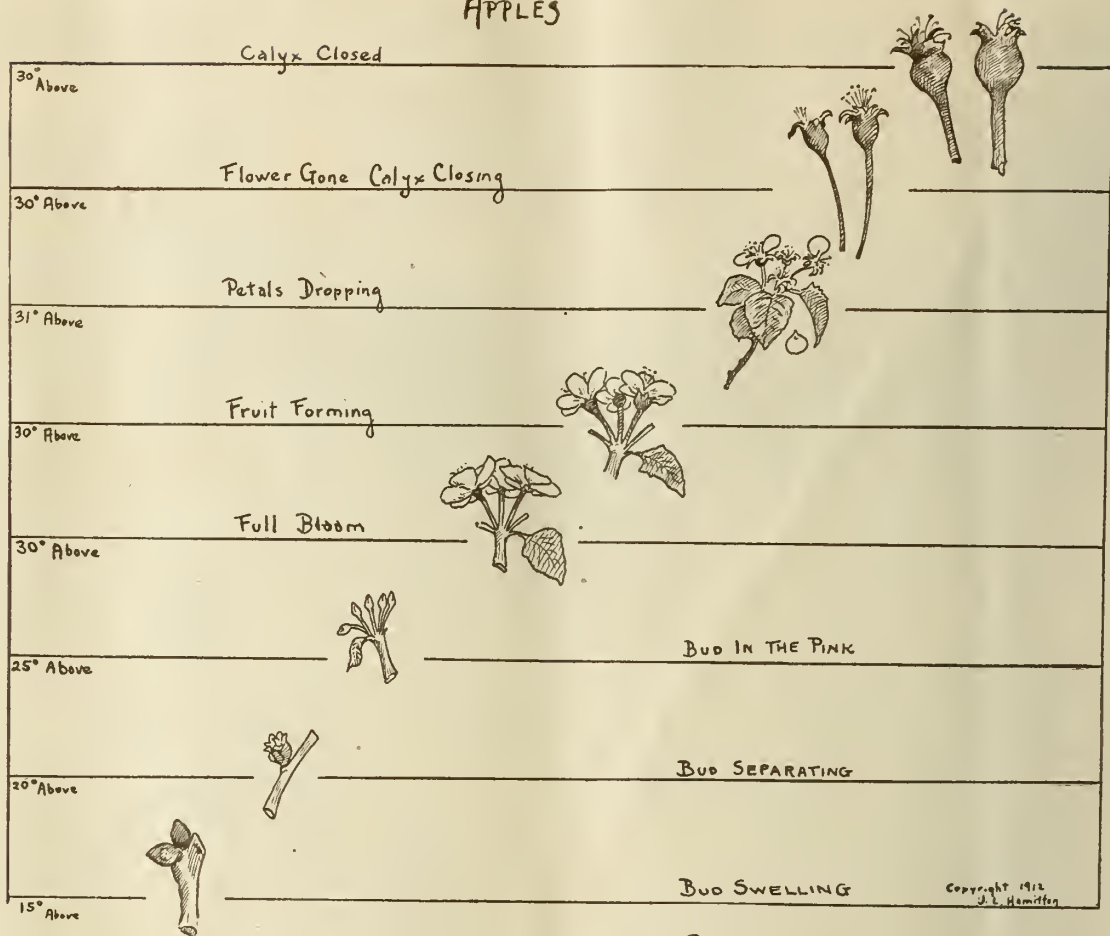 APPLES
Calyx Closed
30° Above
Flower Gone Calyx Closing
30° Above
Petals Dropping
31° Above
Fruit Forming
30° Above
Full Bloom
30° Above
25° Above
BUD IN THE PINK
20° Above
BUD SEPARATING
15° Above
BUD SWELLING
Copyright 1912
J. L. Hamilton